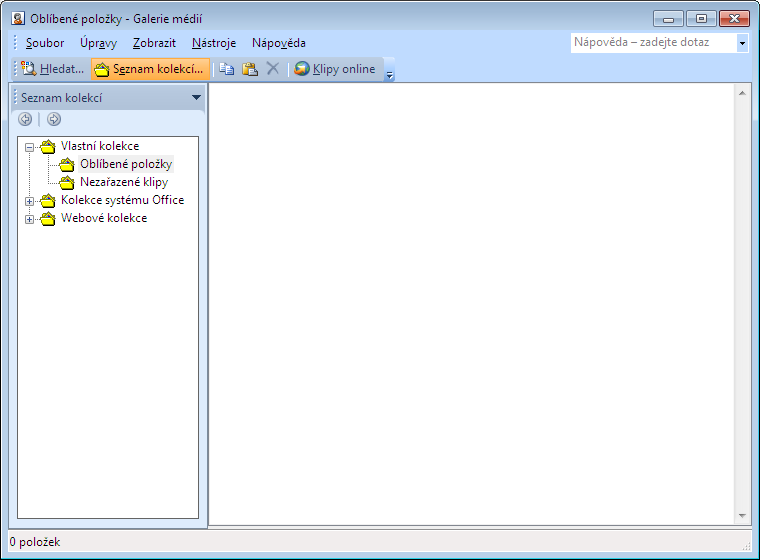 Oblíbené položky - Galerie médií
Soubor Úpravy Zobrazit Nástroje Nápověda Nápověda – zadejte dotaz
Hledat... Seznam kolekcí... Klipy online
Seznam kolekcí
Vlastní kolekce
Oblíbené položky
Nezařazené klipy
Kolekce systému Office
Webové kolekce
0 položek